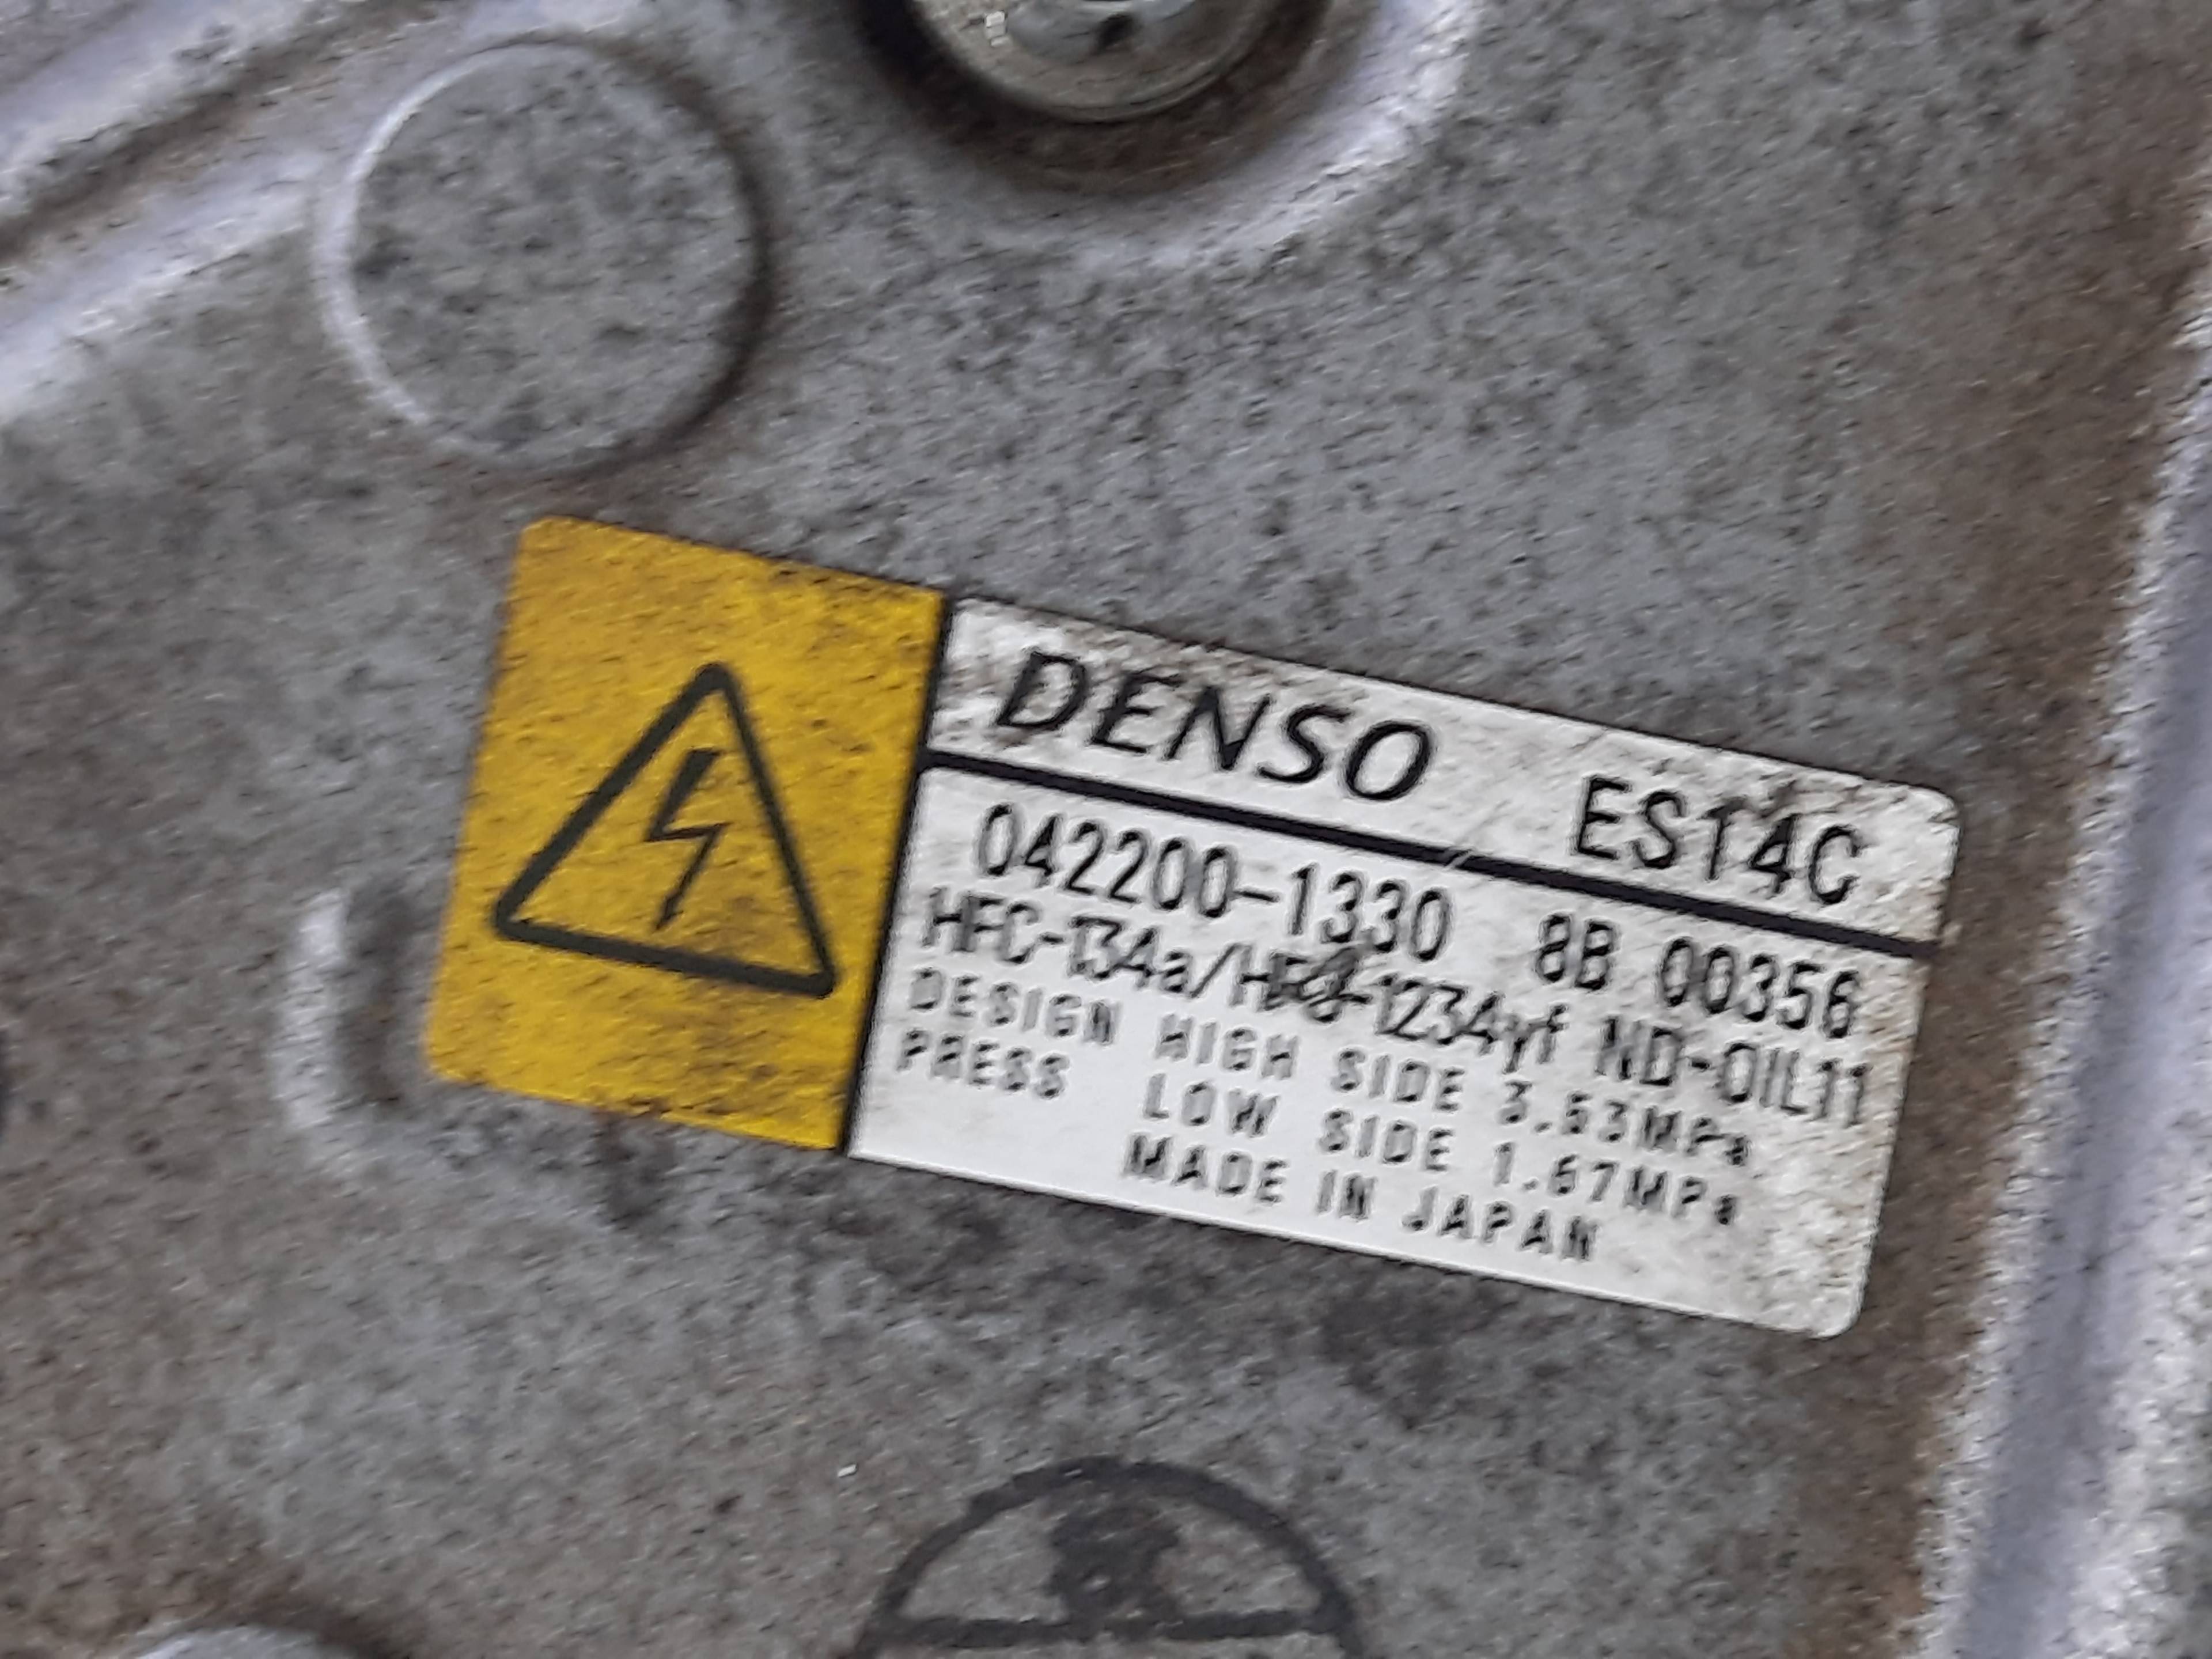 DENSO ES14C
042200-1330 8B 00356
HFC-134a/HFO-1234yf ND-OIL11
DESIGN HIGH SIDE 3.53MPa
PRESS LOW SIDE 1.67MPa
MADE IN JAPAN